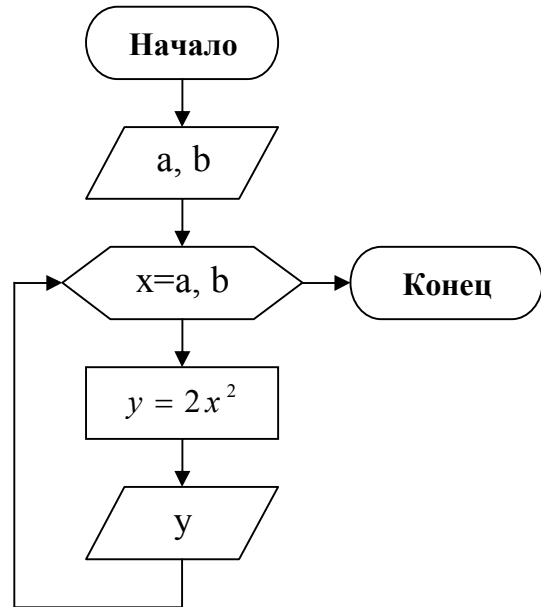 Начало
a, b
x=a, b
Конец
y = 2x²
y